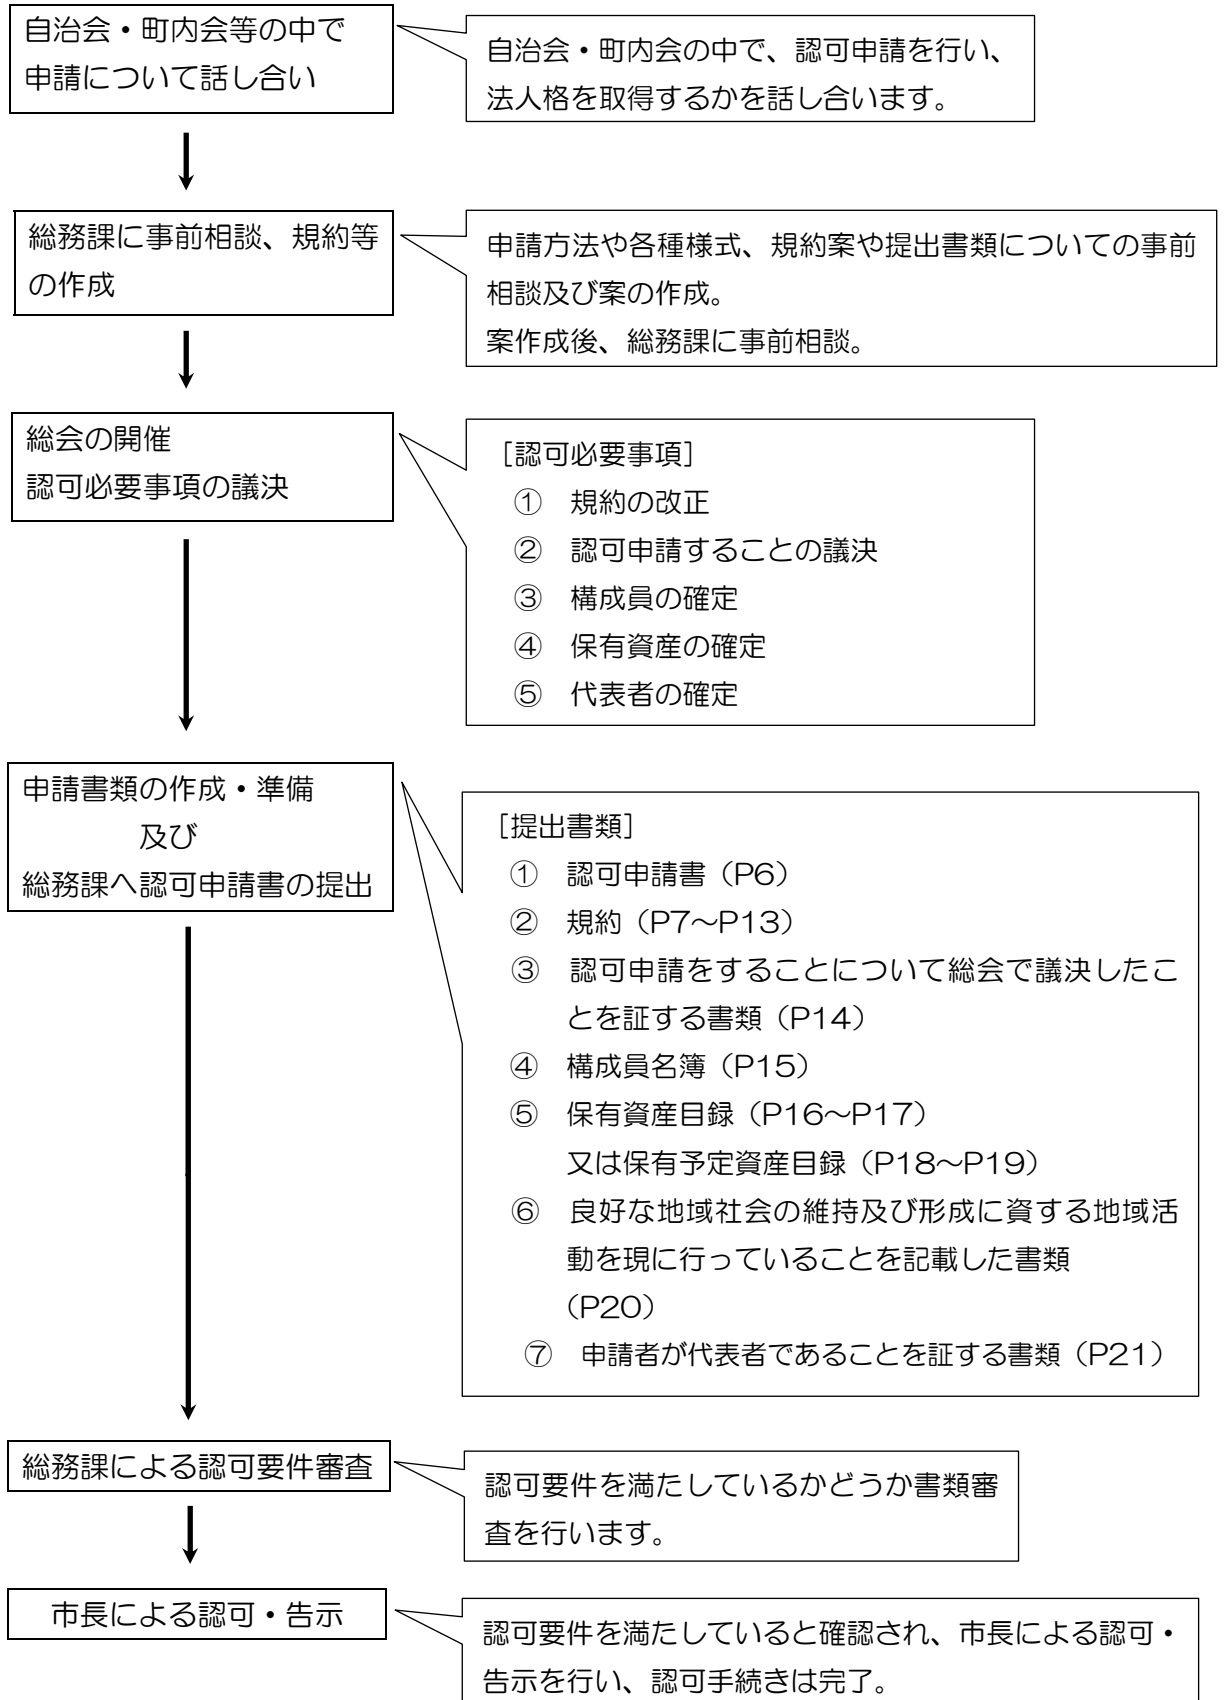 自治会・町内会等の中で
申請について話し合い
自治会・町内会の中で、認可申請を行い、
法人格を取得するかを話し合います。
総務課に事前相談、規約等
の作成
申請方法や各種様式、規約案や提出書類についての事前
相談及び案の作成。
案作成後、総務課に事前相談。
総会の開催
認可必要事項の議決
［認可必要事項］
① 規約の改正
② 認可申請することの議決
③ 構成員の確定
④ 保有資産の確定
⑤ 代表者の確定
申請書類の作成・準備
及び
総務課へ認可申請書の提出
［提出書類］
① 認可申請書（P6）
② 規約（P7～P13）
③ 認可申請をすることについて総会で議決したこ
とを証する書類（P14）
④ 構成員名簿（P15）
⑤ 保有資産目録（P16～P17）
又は保有予定資産目録（P18～P19）
⑥ 良好な地域社会の維持及び形成に資する地域活
動を現に行っていることを記載した書類
（P20）
⑦ 申請者が代表者であることを証する書類（P21）
総務課による認可要件審査
認可要件を満たしているかどうか書類審
査を行います。
市長による認可・告示
認可要件を満たしていると確認され、市長による認可・
告示を行い、認可手続きは完了。